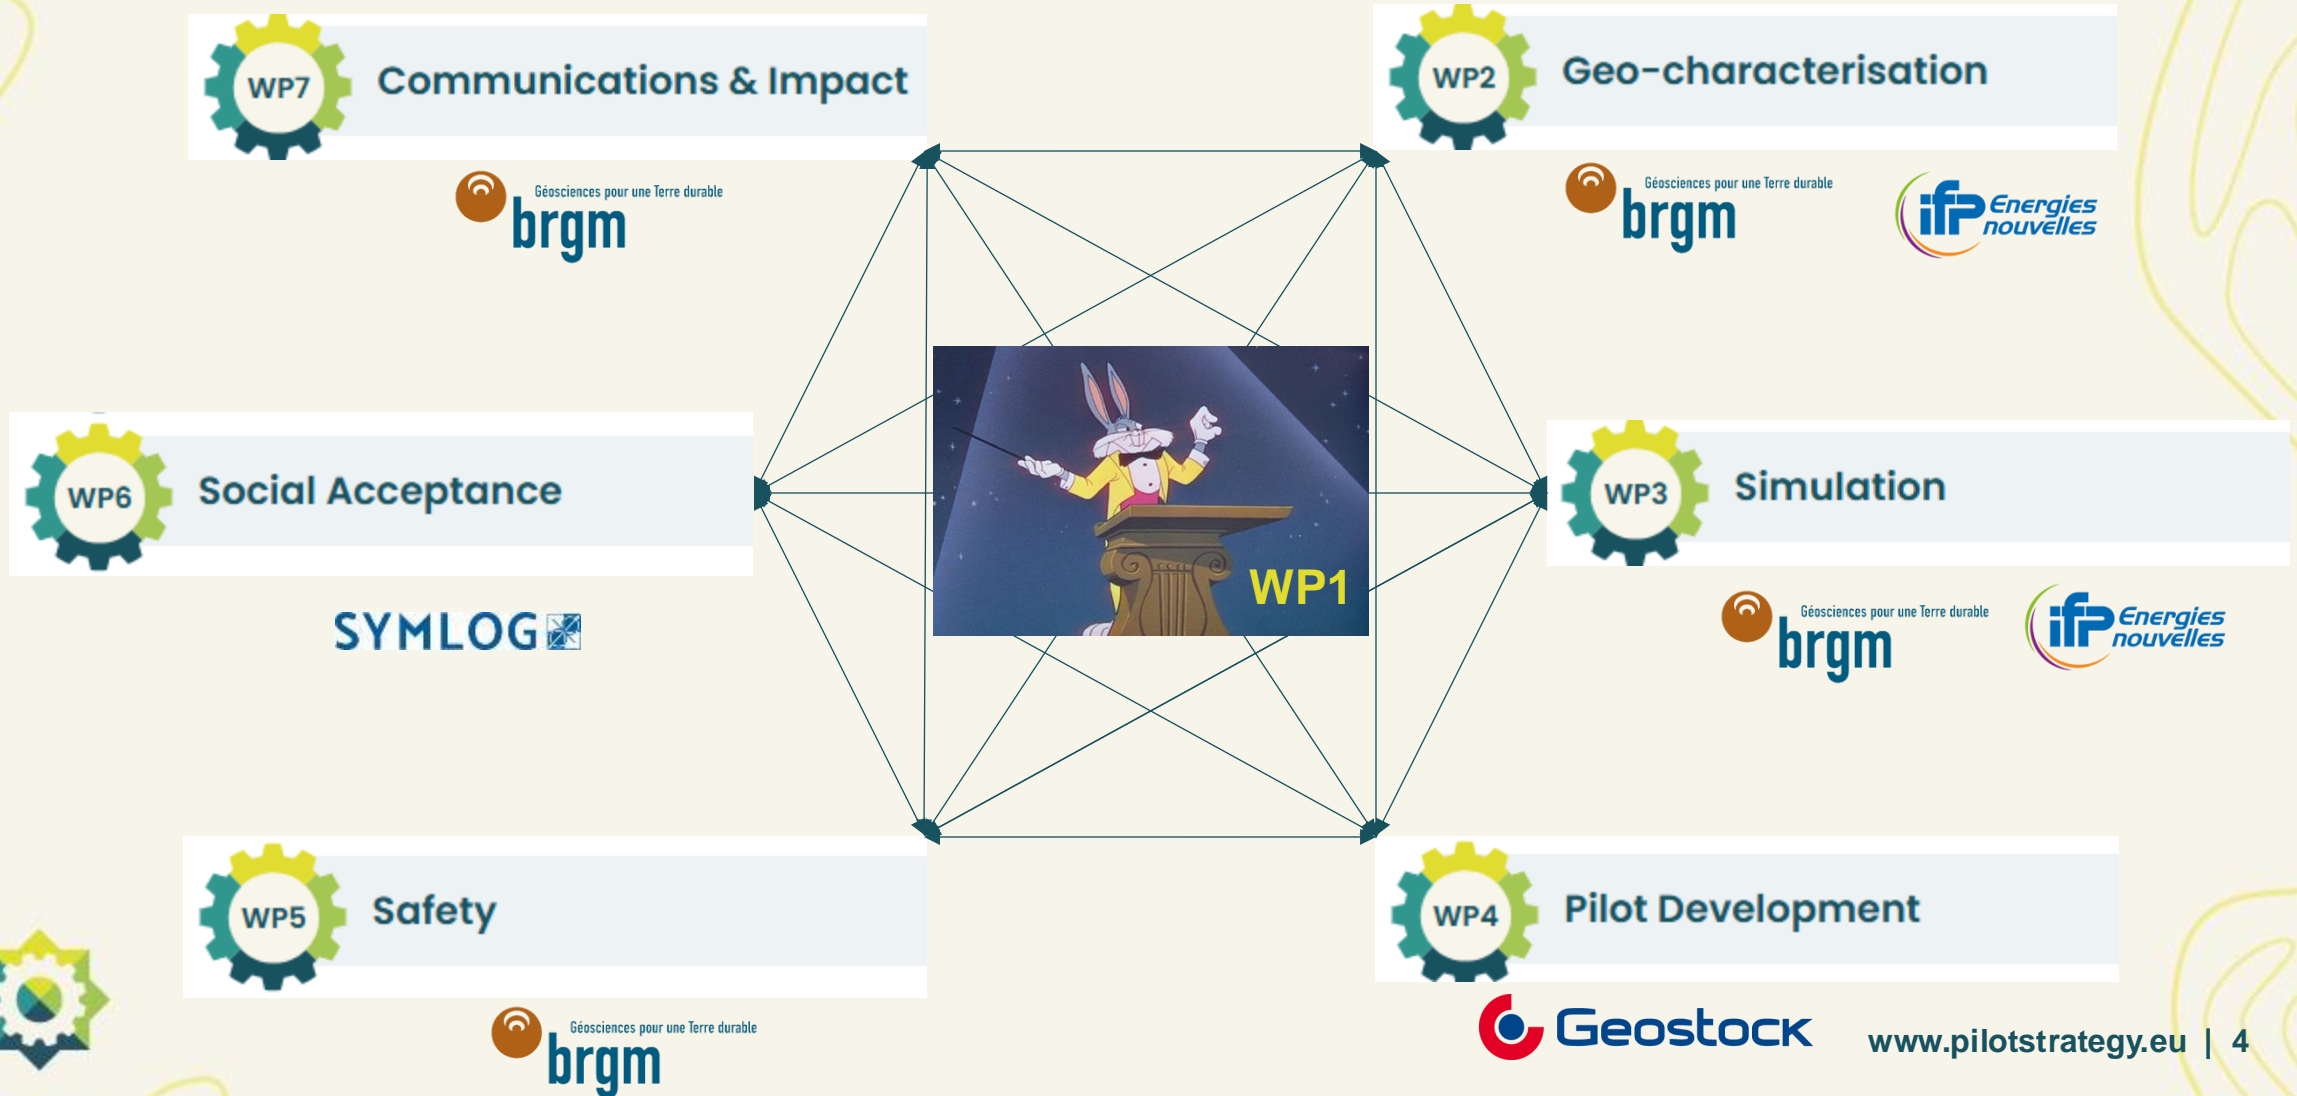 WP7 Communications & Impact
Géosciences pour une Terre durable
brgm
WP2 Geo-characterisation
Géosciences pour une Terre durable
brgm
ifp Energies
nouvelles
WP6 Social Acceptance
SYMLOG
WP1
WP3 Simulation
Géosciences pour une Terre durable
brgm
ifp Energies
nouvelles
WP5 Safety
Géosciences pour une Terre durable
brgm
WP4 Pilot Development
Geostock
www.pilotstrategy.eu | 4